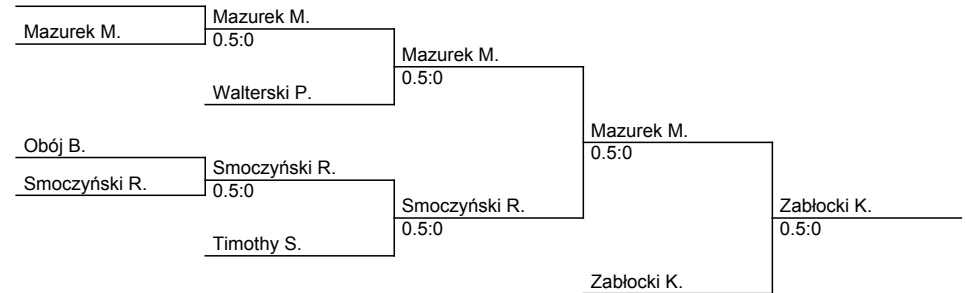 Mazurek M.
Mazurek M.
0.5:0
Mazurek M.
0.5:0
Walterski P.
Mazurek M.
0.5:0
Obój B.
Smoczyński R.
Smoczyński R.
0.5:0
Smoczyński R.
0.5:0
Zabłocki K.
0.5:0
Timothy S.
Zabłocki K.